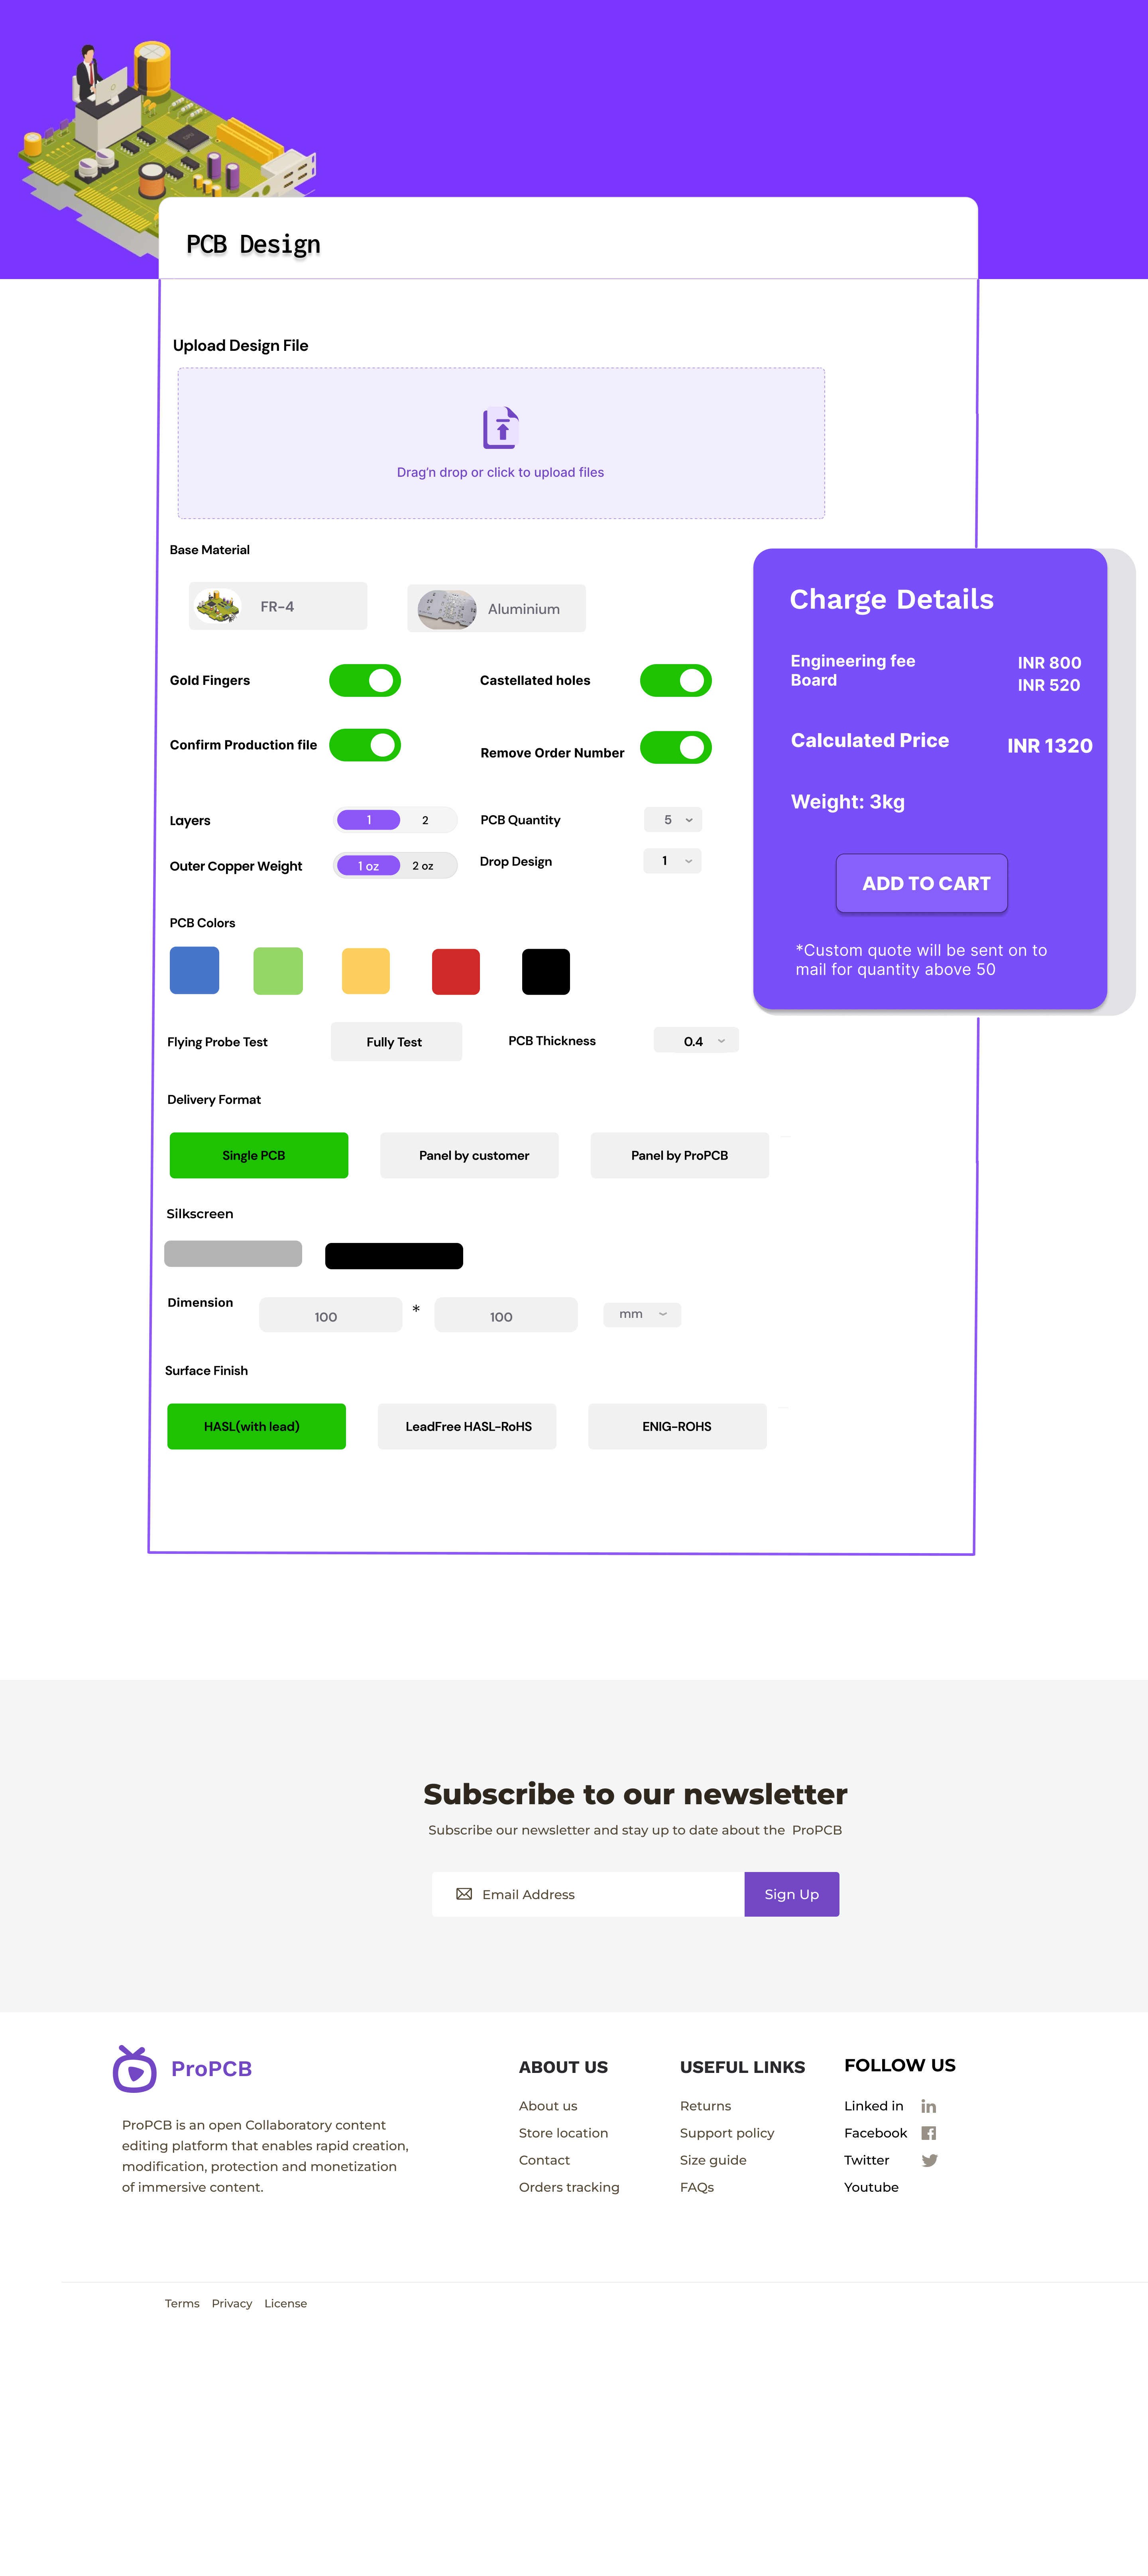 PCB Design
Upload Design File
Drag'n drop or click to upload files
Base Material
FR-4
Aluminium
Gold Fingers
Castellated holes
Confirm Production file
Remove Order Number
Layers
1
2
PCB Quantity
5
Outer Copper Weight
1 oz
2 oz
Drop Design
1
PCB Colors
Flying Probe Test
Fully Test
PCB Thickness
0.4
Delivery Format
Single PCB
Panel by customer
Panel by ProPCB
Silkscreen
Dimension
100
*
100
mm
Surface Finish
HASL(with lead)
LeadFree HASL-RoHS
ENIG-ROHS
Charge Details
Engineering fee
INR 800
Board
INR 520
Calculated Price
INR 1320
Weight: 3kg
ADD TO CART
*Custom quote will be sent on to
mail for quantity above 50
Subscribe to our newsletter
Subscribe our newsletter and stay up to date about the ProPCB
Email Address
Sign Up
ProPCB
ProPCB is an open Collaboratory content
editing platform that enables rapid creation,
modification, protection and monetization
of immersive content.
ABOUT US
About us
Store location
Contact
Orders tracking
USEFUL LINKS
Returns
Support policy
Size guide
FAQs
FOLLOW US
Linked in
Facebook
Twitter
Youtube
Terms
Privacy
License